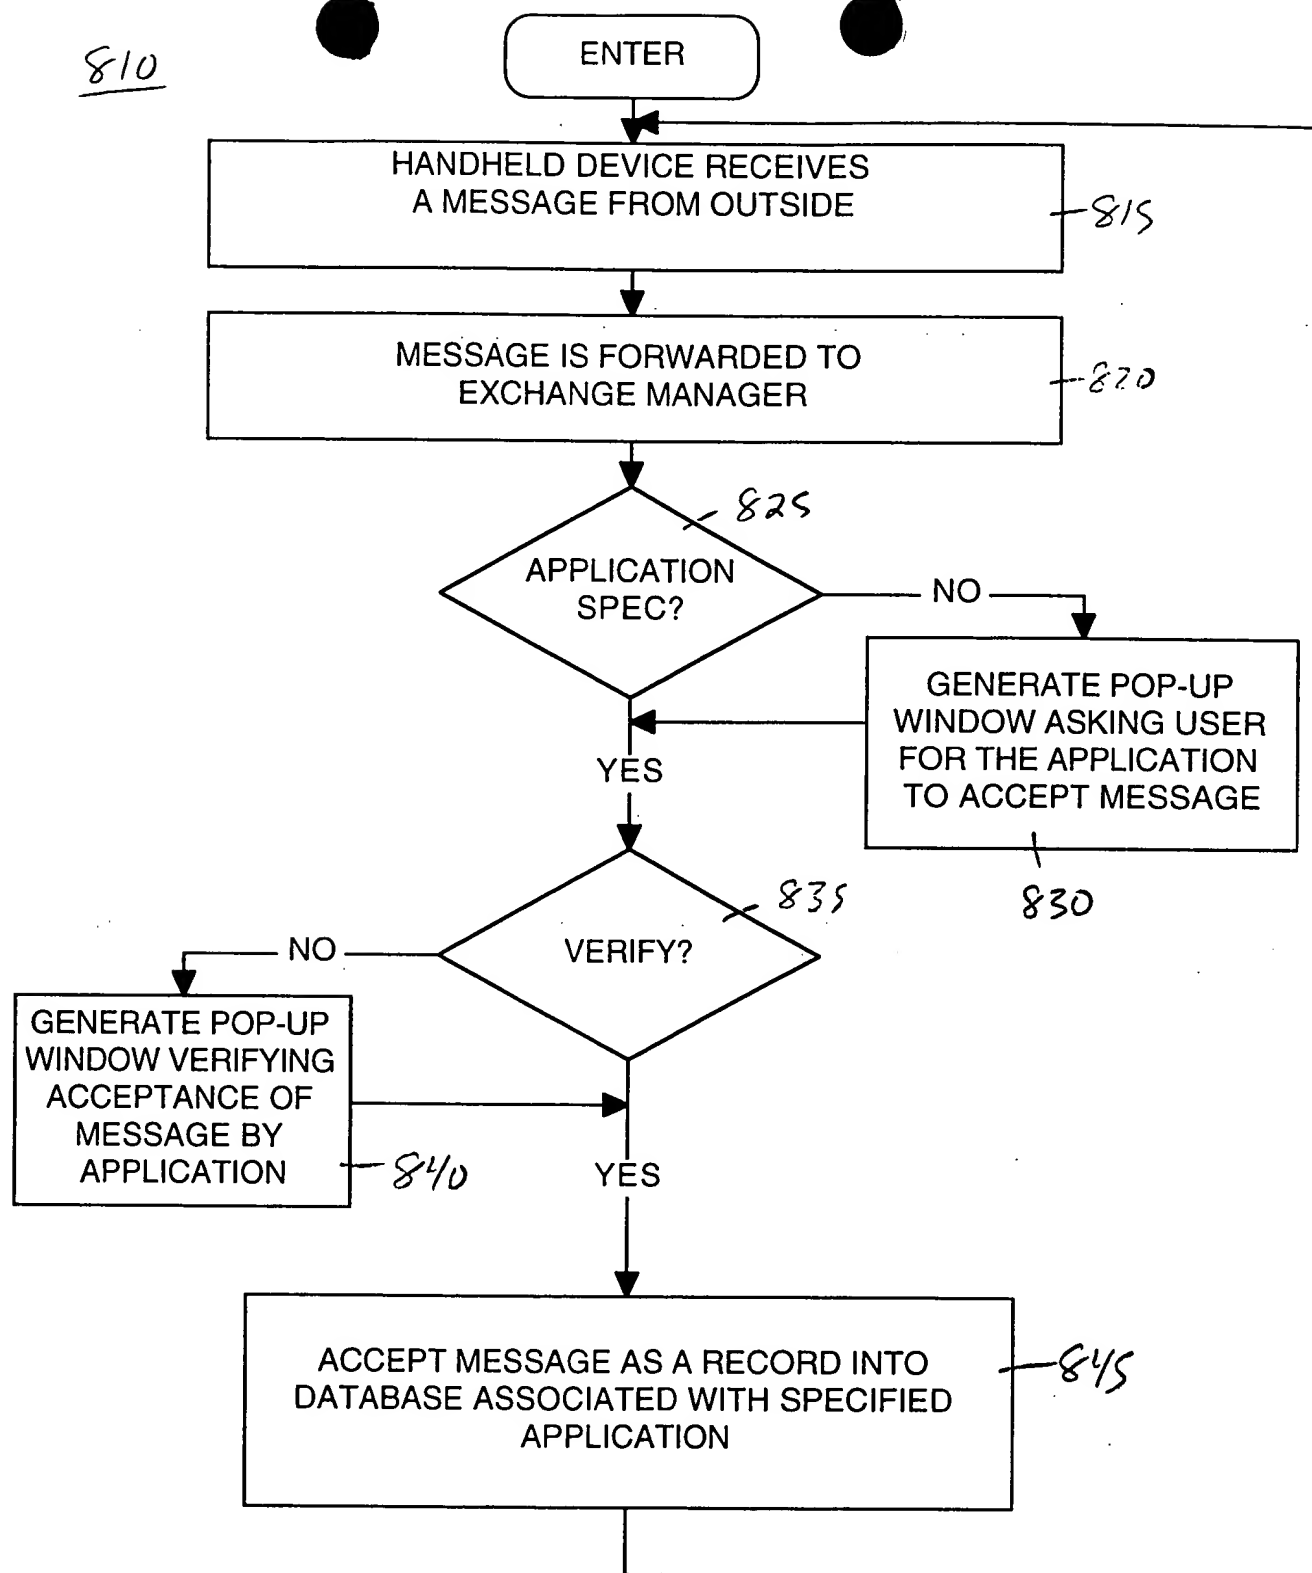 810
ENTER
HANDHELD DEVICE RECEIVES
A MESSAGE FROM OUTSIDE
815
MESSAGE IS FORWARDED TO
EXCHANGE MANAGER
820
825
APPLICATION
SPEC?
NO
GENERATE POP-UP
WINDOW ASKING USER
FOR THE APPLICATION
TO ACCEPT MESSAGE
830
YES
835
VERIFY?
NO
GENERATE POP-UP
WINDOW VERIFYING
ACCEPTANCE OF
MESSAGE BY
APPLICATION
840
YES
ACCEPT MESSAGE AS A RECORD INTO
DATABASE ASSOCIATED WITH SPECIFIED
APPLICATION
845